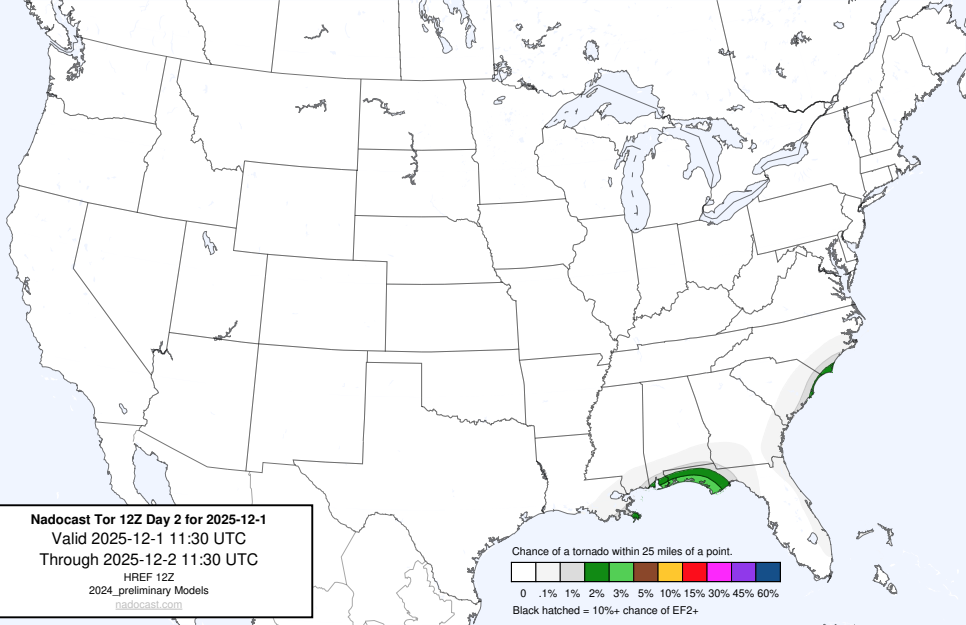 Nadocast Tor 12Z Day 2 for 2025-12-1
Valid 2025-12-1 11:30 UTC
Through 2025-12-2 11:30 UTC
HREF 12Z
2024_preliminary Models
nadocast.com
Chance of a tornado within 25 miles of a point.
0 .1% 1% 2% 3% 5% 10% 15% 30% 45% 60%
Black hatched = 10%+ chance of EF2+